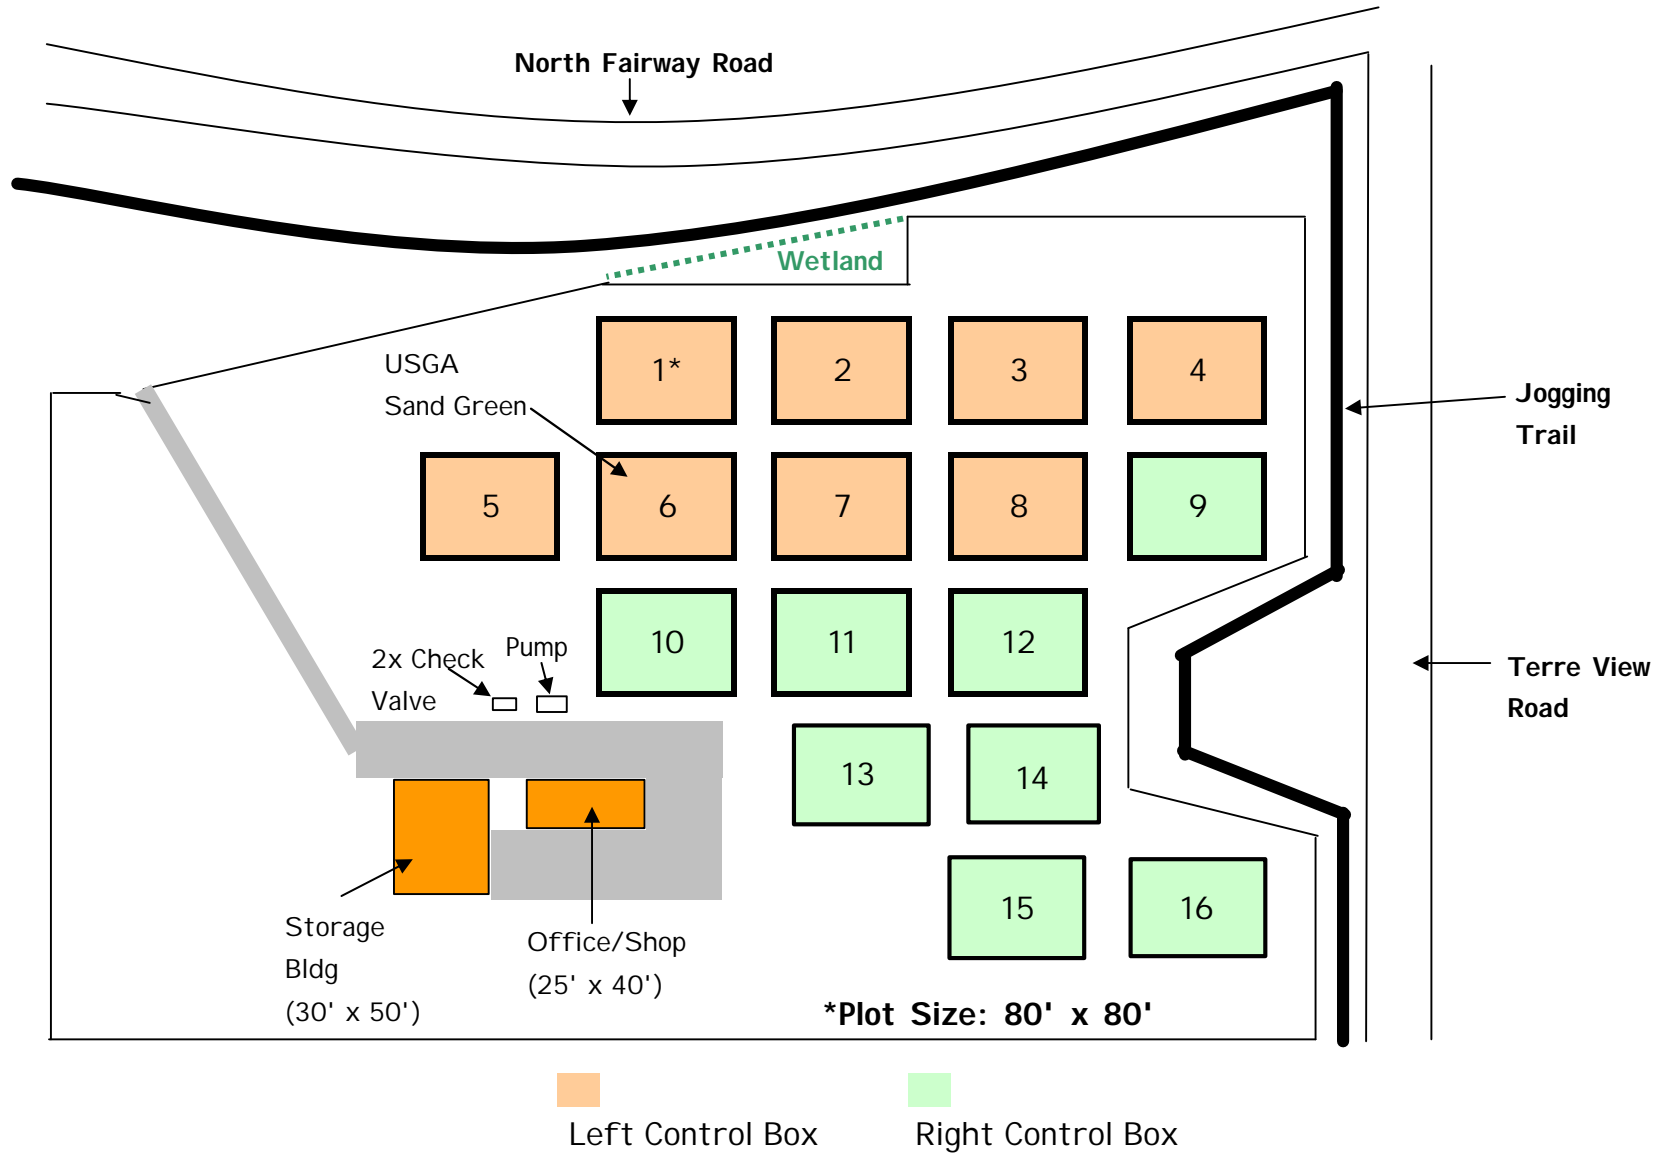 North Fairway Road
Wetland
USGA
Sand Green
1*
2
3
4
Jogging
Trail
5
6
7
8
9
2x Check
Valve
Pump
10
11
12
Terre View
Road
13
14
15
16
Storage
Bldg
(30' x 50')
Office/Shop
(25' x 40')
*Plot Size: 80' x 80'
Left Control Box
Right Control Box